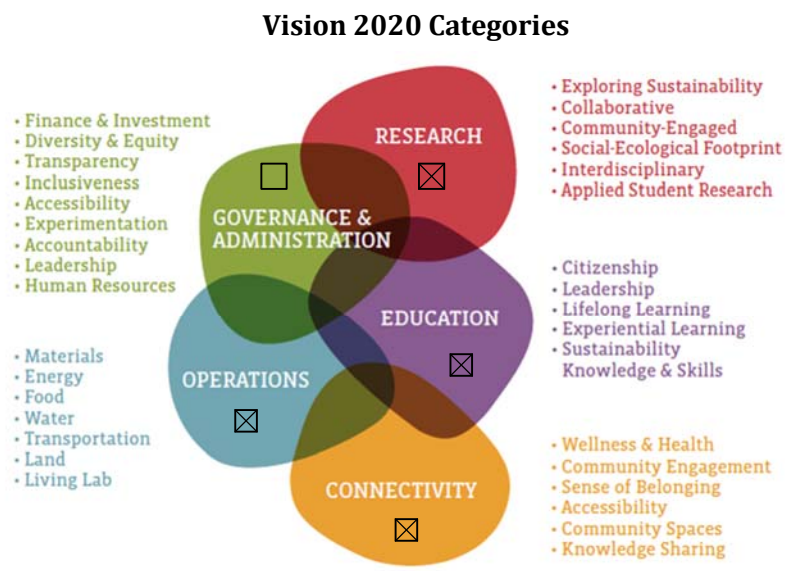 Vision 2020 Categories
• Finance & Investment
• Diversity & Equity
• Transparency
• Inclusiveness
• Accessibility
• Experimentation
• Accountability
• Leadership
• Human Resources
GOVERNANCE &
ADMINISTRATION
RESEARCH
• Exploring Sustainability
• Collaborative
• Community-Engaged
• Social-Ecological Footprint
• Interdisciplinary
• Applied Student Research
EDUCATION
• Citizenship
• Leadership
• Lifelong Learning
• Experiential Learning
• Sustainability
Knowledge & Skills
• Materials
• Energy
• Food
• Water
• Transportation
• Land
• Living Lab
OPERATIONS
CONNECTIVITY
• Wellness & Health
• Community Engagement
• Sense of Belonging
• Accessibility
• Community Spaces
• Knowledge Sharing